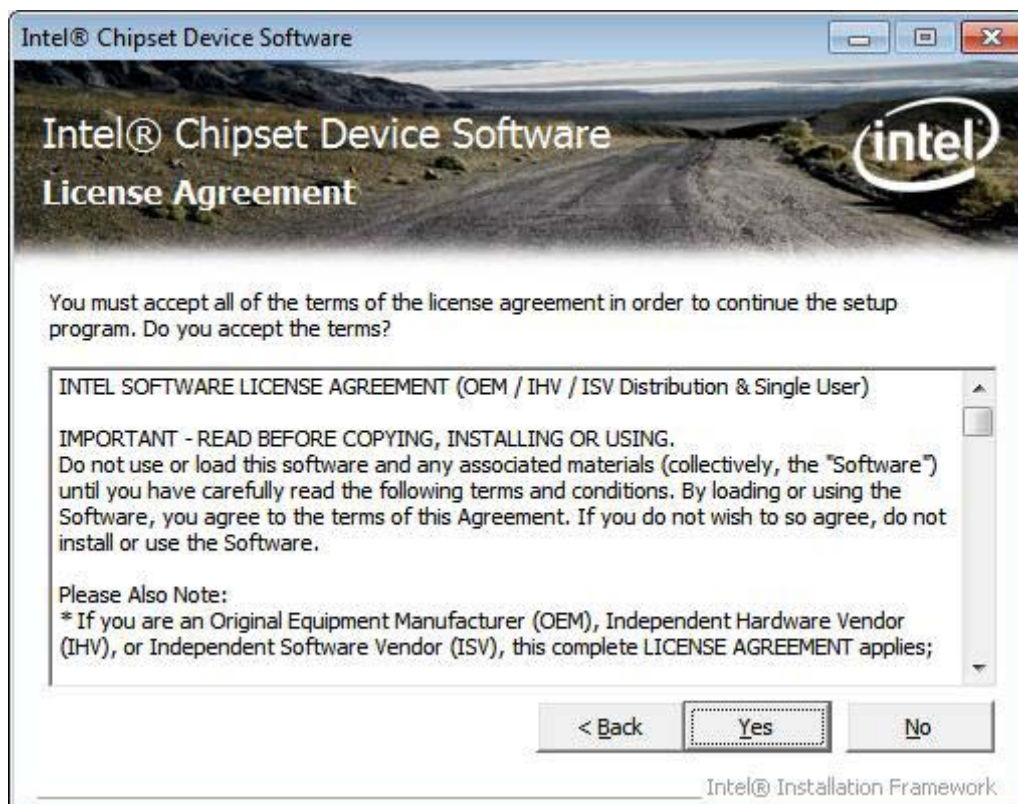 Intel® Chipset Device Software
Intel® Chipset Device Software
intel
License Agreement
You must accept all of the terms of the license agreement in order to continue the setup
program. Do you accept the terms?
INTEL SOFTWARE LICENSE AGREEMENT (OEM / IHV / ISV Distribution & Single User)
IMPORTANT - READ BEFORE COPYING, INSTALLING OR USING.
Do not use or load this software and any associated materials (collectively, the "Software")
until you have carefully read the following terms and conditions. By loading or using the
Software, you agree to the terms of this Agreement. If you do not wish to so agree, do not
install or use the Software.
Please Also Note:
* If you are an Original Equipment Manufacturer (OEM), Independent Hardware Vendor
(IHV), or Independent Software Vendor (ISV), this complete LICENSE AGREEMENT applies;
< Back Yes No
Intel® Installation Framework